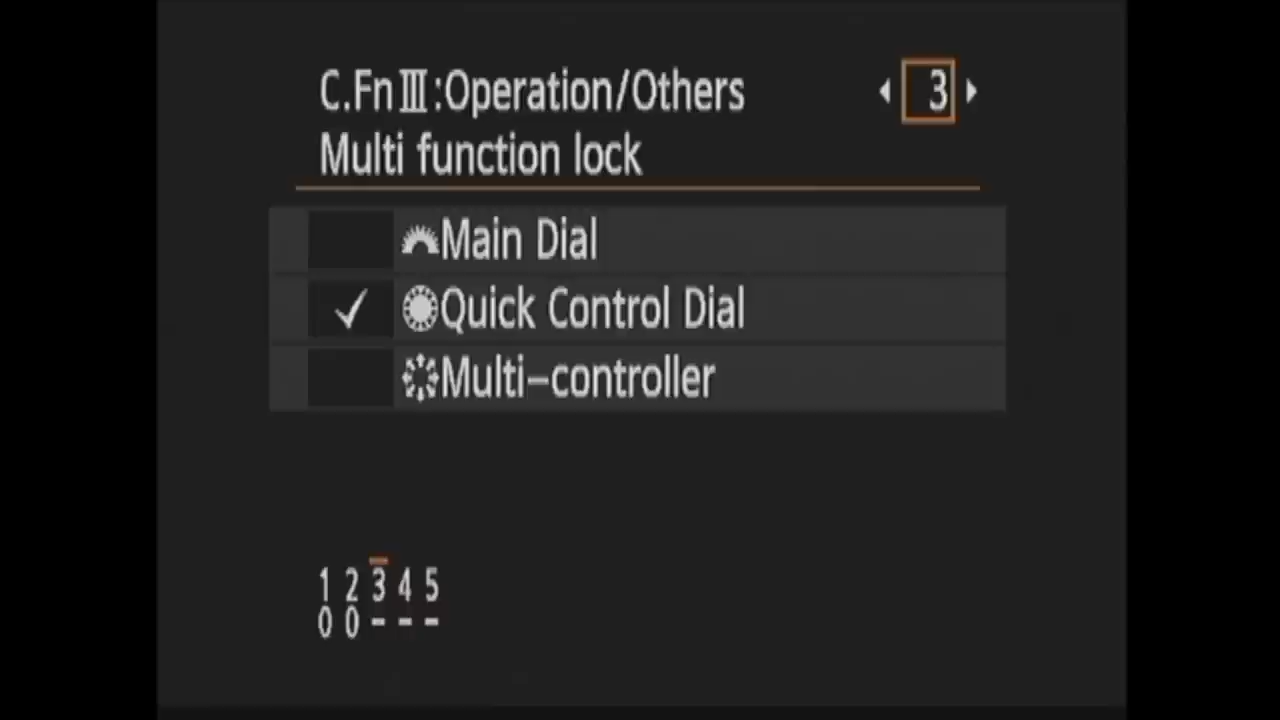 C.Fn III :Operation/Others 3
Multi function lock
Main Dial
Quick Control Dial
Multi-controller
1 2 3 4 5
0 0 - - -